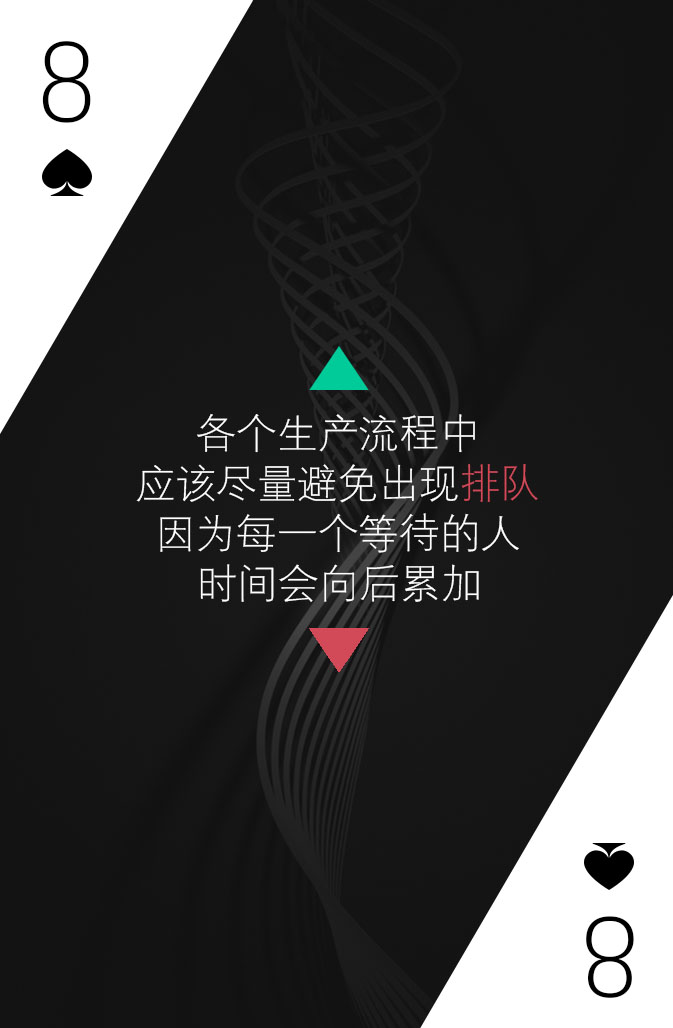 8
各个生产流程中
应该尽量避免出现排队
因为每一个等待的人
时间会向后累加
8